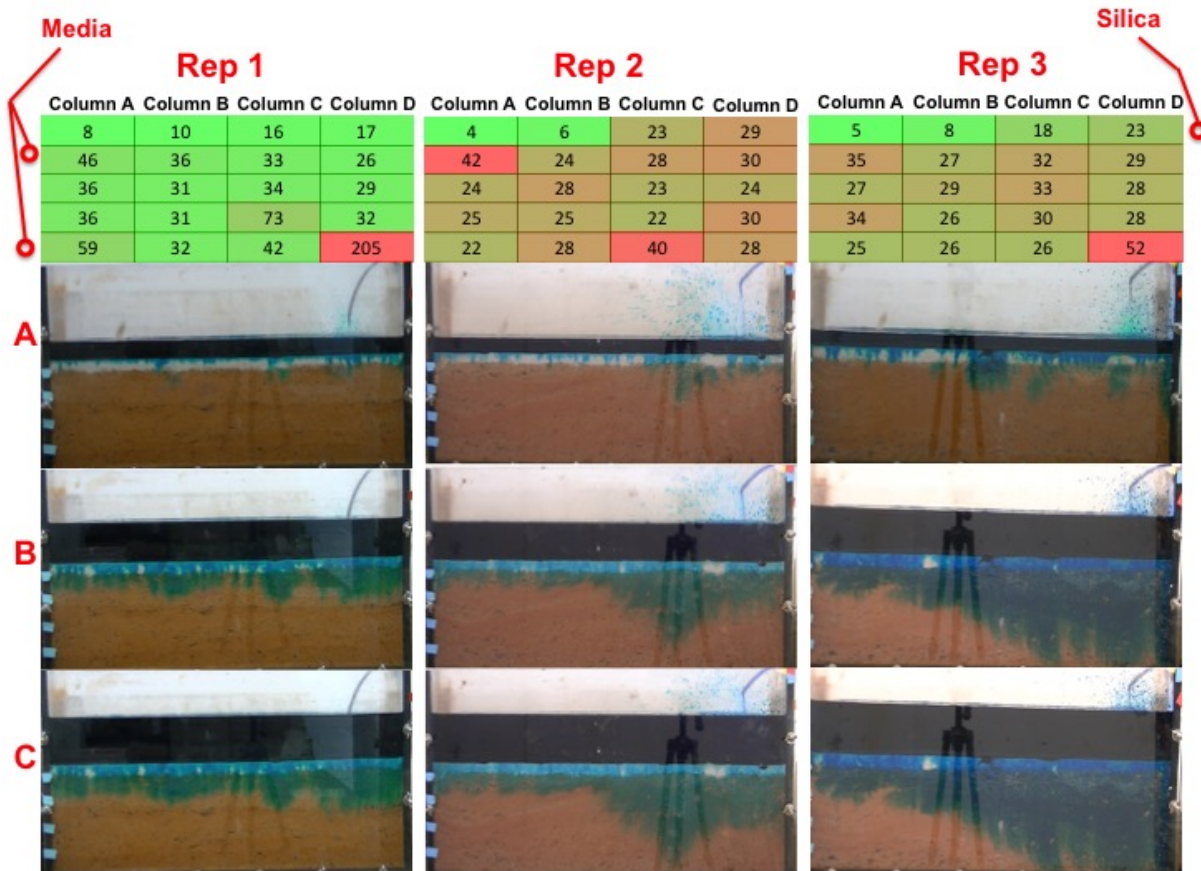 Media
Silica
Rep 1
Rep 2
Rep 3
Column A Column B Column C Column D
8 10 16 17
46 36 33 26
36 31 34 29
36 31 73 32
59 32 42 205
Column A Column B Column C Column D
4 6 23 29
42 24 28 30
24 28 23 24
25 25 22 30
22 28 40 28
Column A Column B Column C Column D
5 8 18 23
35 27 32 29
27 29 33 28
34 26 30 28
25 26 26 52
A
B
C